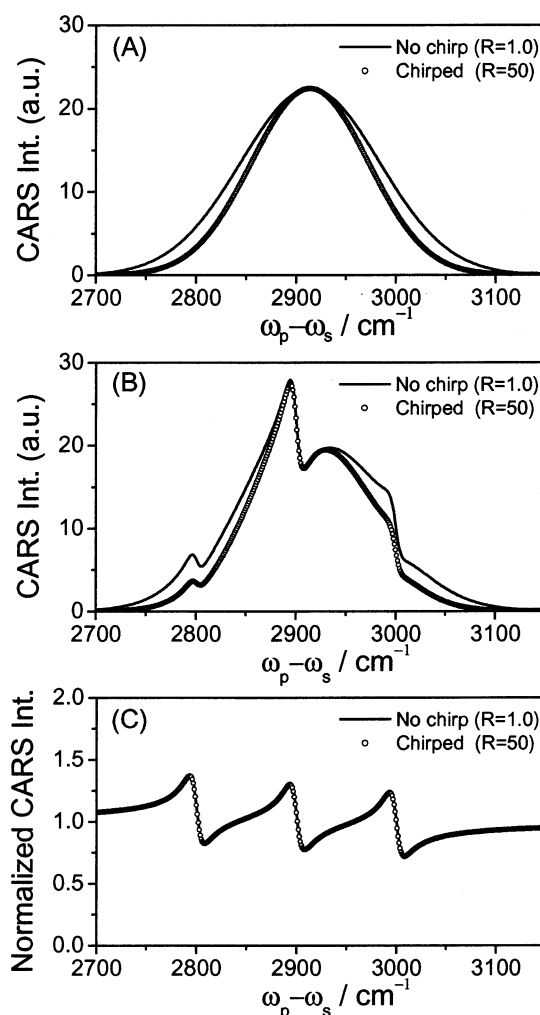 (A)
No chirp (R=1.0)
Chirped (R=50)
CARS Int. (a.u.)
30
20
10
0
2700 2800 2900 3000 3100
ωp–ωs / cm⁻¹
(B)
No chirp (R=1.0)
Chirped (R=50)
CARS Int. (a.u.)
30
20
10
0
2700 2800 2900 3000 3100
ωp–ωs / cm⁻¹
(C)
No chirp (R=1.0)
Chirped (R=50)
Normalized CARS Int.
2.0
1.5
1.0
0.5
0.0
2700 2800 2900 3000 3100
ωp–ωs / cm⁻¹